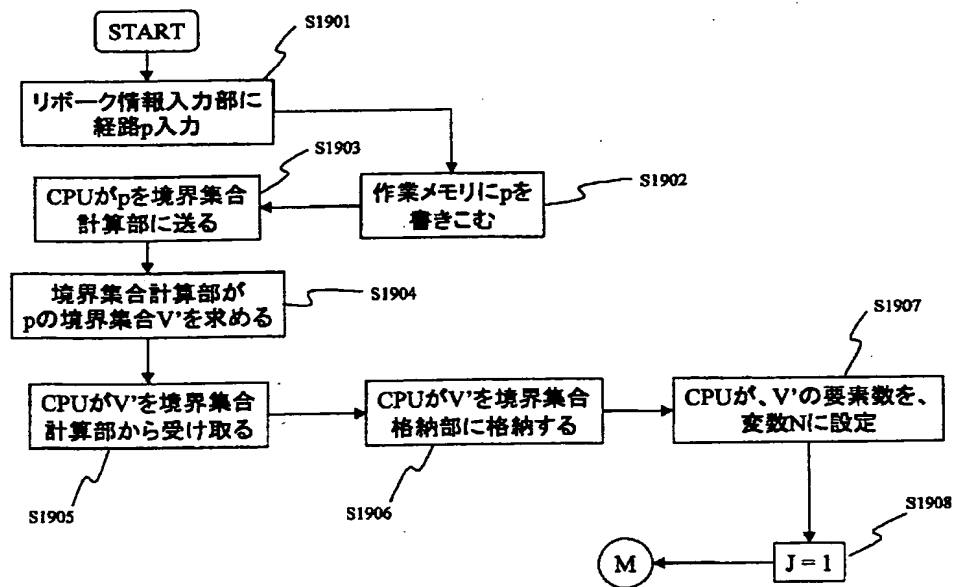 START
S1901
リボーク情報入力部に
経路p入力
S1903
CPUがpを境界集合
計算部に送る
作業メモリにpを
書きこむ
S1902
境界集合計算部が
pの境界集合V'を求める
S1904
S1907
CPUがV'を境界集合
計算部から受け取る
CPUがV'を境界集合
格納部に格納する
CPUが、V'の要素数を、
変数Nに設定
S1905
S1906
S1908
M
J = 1